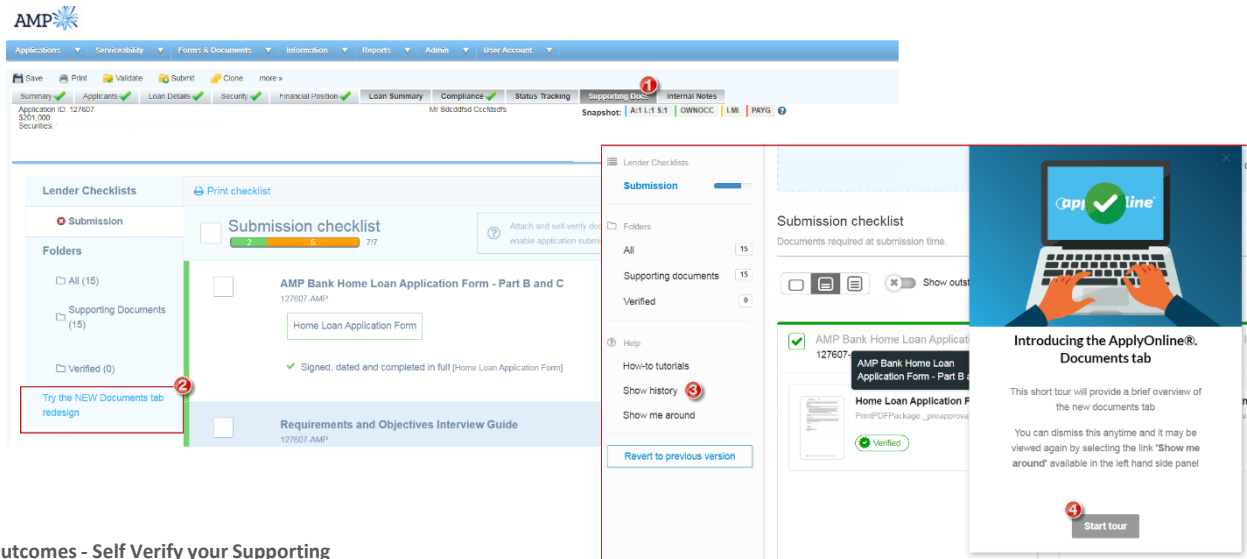 AMP
Applications Serviceability Forms & Documents Information Reports Admin User Account
Save Print Validate Submit Clone more »
Summary Applicants Loan Details Security Financial Position Loan Summary Compliance Status Tracking Supporting Docs Internal Notes
1
Application ID: 127607
$201,000
Securities:
Mr Sdcddfsd Cccfdsdfs
Snapshot: A:1 L:1 S:1 OWNOCC LMI PAYG
Lender Checklists
Submission
Folders
All (15)
Supporting Documents
(15)
Verified (0)
Try the NEW Documents tab
redesign
2
Print checklist
Submission checklist
2 5 7/7
Attach and self-verify
enable application
AMP Bank Home Loan Application Form - Part B and C
127607-AMP
Home Loan Application Form
Signed, dated and completed in full [Home Loan Application Form]
Requirements and Objectives Interview Guide
127607-AMP
Lender Checklists
Submission
Folders
All 15
Supporting documents 15
Verified 0
Help
How-to tutorials
Show history
3
Show me around
Revert to previous version
Submission checklist
Documents required at submission time.
Show
AMP Bank Home Loan
127607-
AMP Bank Home Loan
Application Form - Part B
Home Loan Application F
Verified
Introducing the ApplyOnline®.
Documents tab
This short tour will provide a brief overview of
the new documents tab
You can dismiss this anytime and it may be
viewed again by selecting the link 'Show me
around' available in the left hand side panel
4
Start tour
utcomes - Self Verify your Supporting